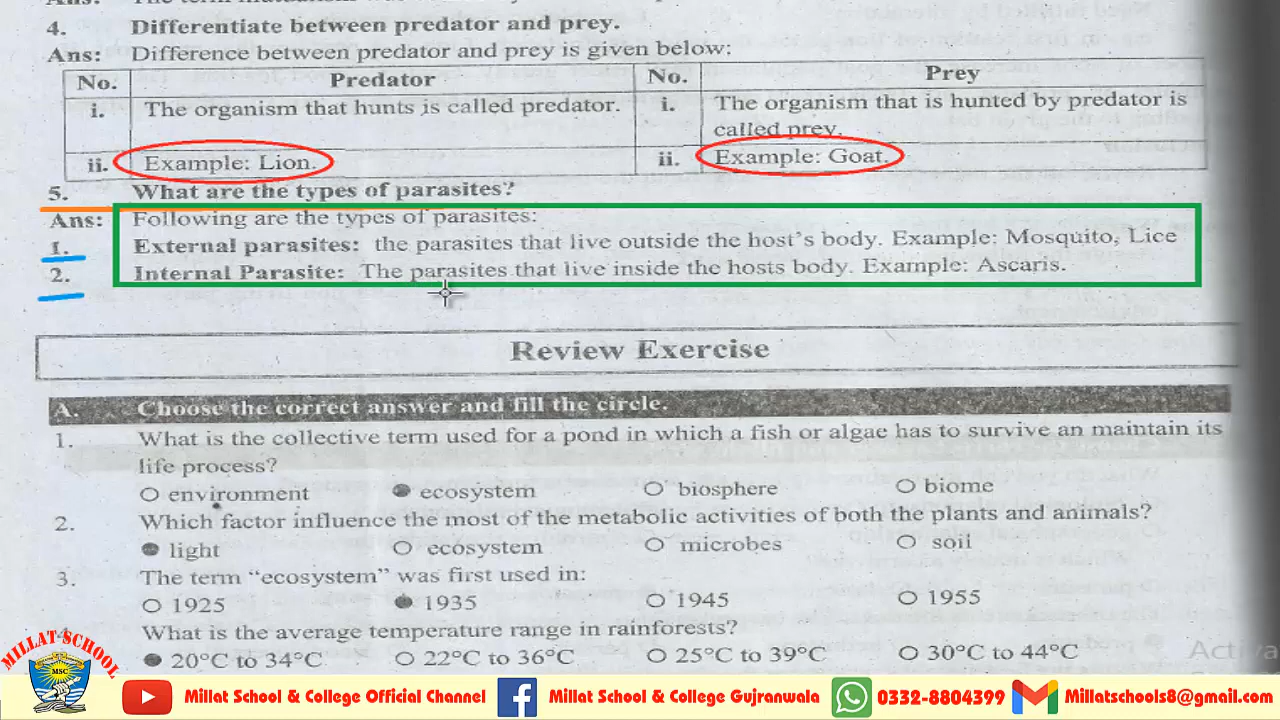 4. Differentiate between predator and prey.
Ans: Difference between predator and prey is given below:
No. Predator No. Prey
i. The organism that hunts is called predator. i. The organism that is hunted by predator is
called prey.
ii. Example: Lion. ii. Example: Goat.
5. What are the types of parasites?
Ans: Following are the types of parasites:
1. External parasites: the parasites that live outside the host's body. Example: Mosquito, Lice
2. Internal Parasite: The parasites that live inside the hosts body. Example: Ascaris.
Review Exercise
A. Choose the correct answer and fill the circle.
1. What is the collective term used for a pond in which a fish or algae has to survive an maintain its
life process?
environment ecosystem biosphere biome
2. Which factor influence the most of the metabolic activities of both the plants and animals?
light ecosystem microbes soil
3. The term "ecosystem" was first used in:
1925 1935 1945 1955
What is the average temperature range in rainforests?
20°C to 34°C 22°C to 36°C 25°C to 39°C 30°C to 44°C
Activa
MILLAT SCHOOL
MSC
Millat School & College Official Channel Millat School & College Gujranwala 0332-8804399 Millatschools8@gmail.com